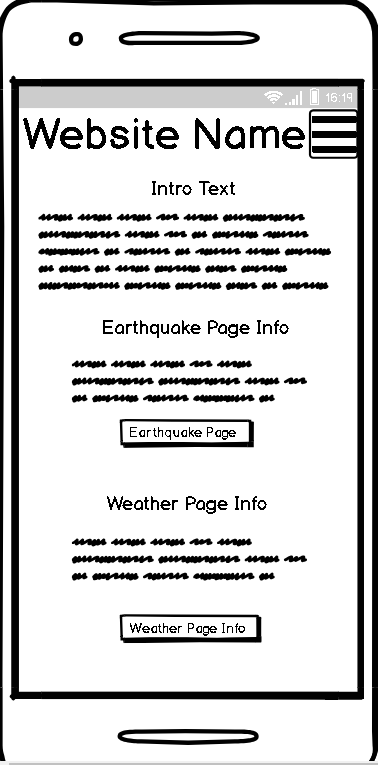 16:19
Website Name
Intro Text
Earthquake Page Info
Earthquake Page
Weather Page Info
Weather Page Info